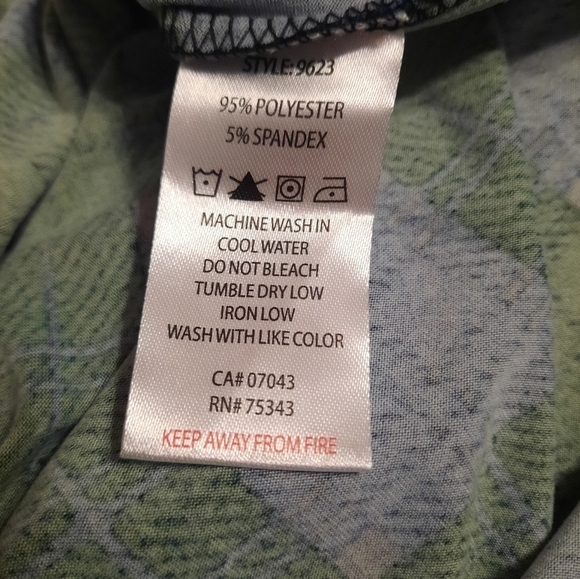 STYLE: 9623
95% POLYESTER
5% SPANDEX
MACHINE WASH IN
COOL WATER
DO NOT BLEACH
TUMBLE DRY LOW
IRON LOW
WASH WITH LIKE COLOR
CA# 07043
RN# 75343
KEEP AWAY FROM FIRE